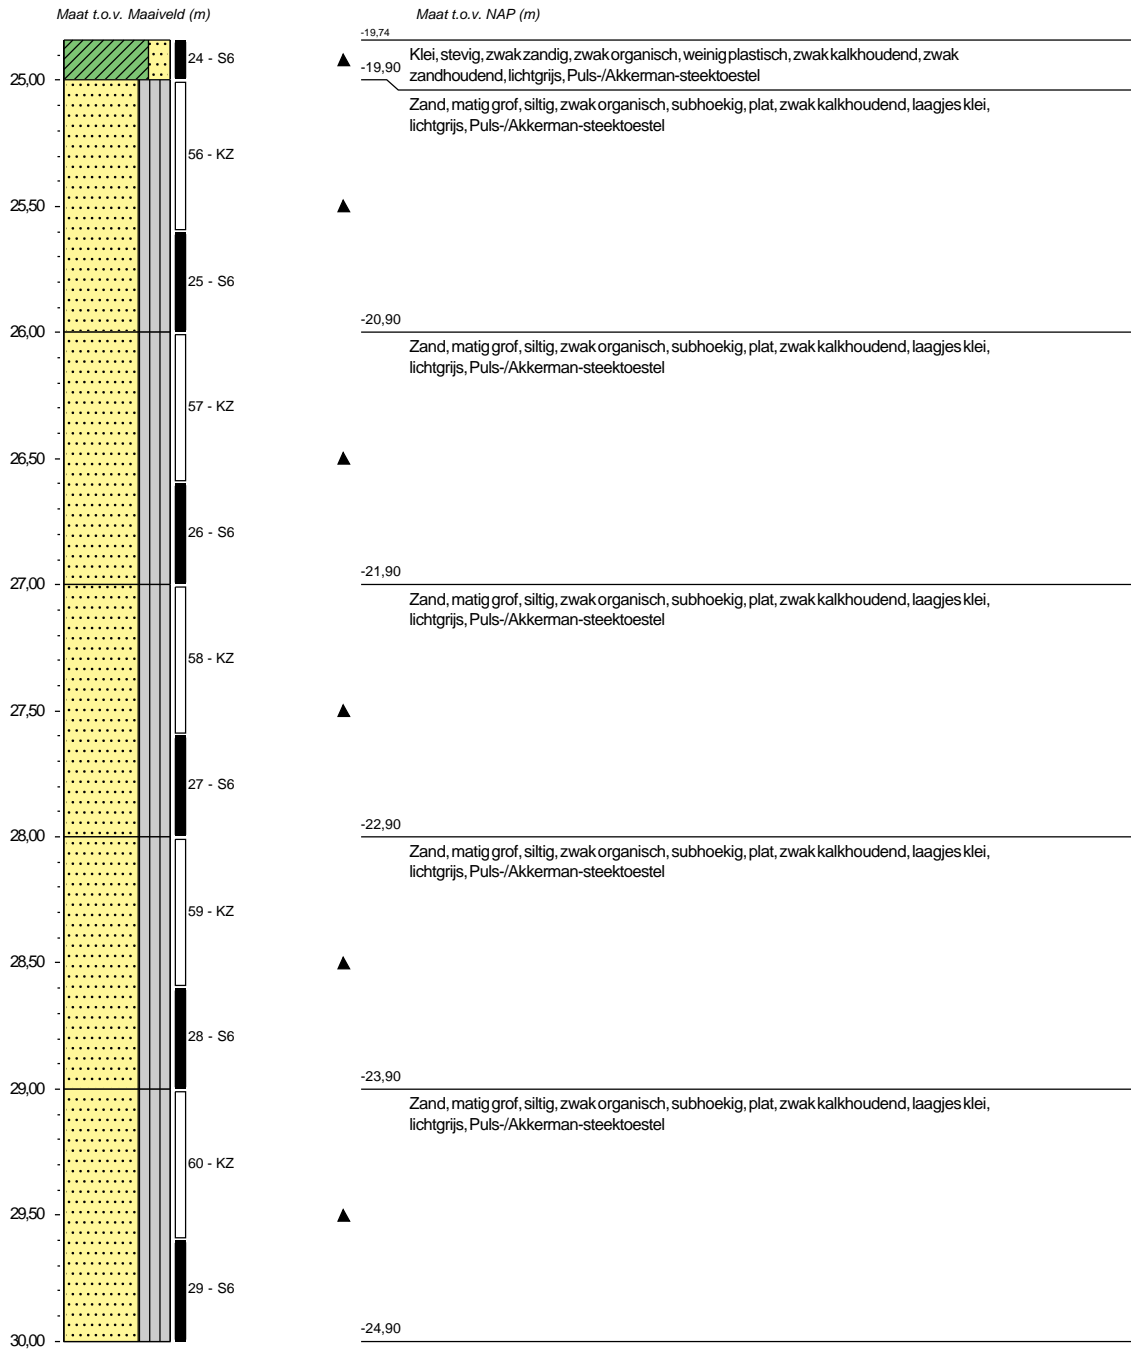 Maat t.o.v. Maaiveld (m)
Maat t.o.v. NAP (m)
-19,74
24 - S6
Klei, stevig, zwak zandig, zwak organisch, weinig plastisch, zwak kalkhoudend, zwak
zandhoudend, lichtgrijs, Puls-/Akkerman-steektoestel
-19,90
25,00
Zand, matig grof, siltig, zwak organisch, subhoekig, plat, zwak kalkhoudend, laagjes klei,
lichtgrijs, Puls-/Akkerman-steektoestel
56 - KZ
25,50
25 - S6
-20,90
26,00
Zand, matig grof, siltig, zwak organisch, subhoekig, plat, zwak kalkhoudend, laagjes klei,
lichtgrijs, Puls-/Akkerman-steektoestel
57 - KZ
26,50
26 - S6
-21,90
27,00
Zand, matig grof, siltig, zwak organisch, subhoekig, plat, zwak kalkhoudend, laagjes klei,
lichtgrijs, Puls-/Akkerman-steektoestel
58 - KZ
27,50
27 - S6
-22,90
28,00
Zand, matig grof, siltig, zwak organisch, subhoekig, plat, zwak kalkhoudend, laagjes klei,
lichtgrijs, Puls-/Akkerman-steektoestel
59 - KZ
28,50
28 - S6
-23,90
29,00
Zand, matig grof, siltig, zwak organisch, subhoekig, plat, zwak kalkhoudend, laagjes klei,
lichtgrijs, Puls-/Akkerman-steektoestel
60 - KZ
29,50
29 - S6
-24,90
30,00